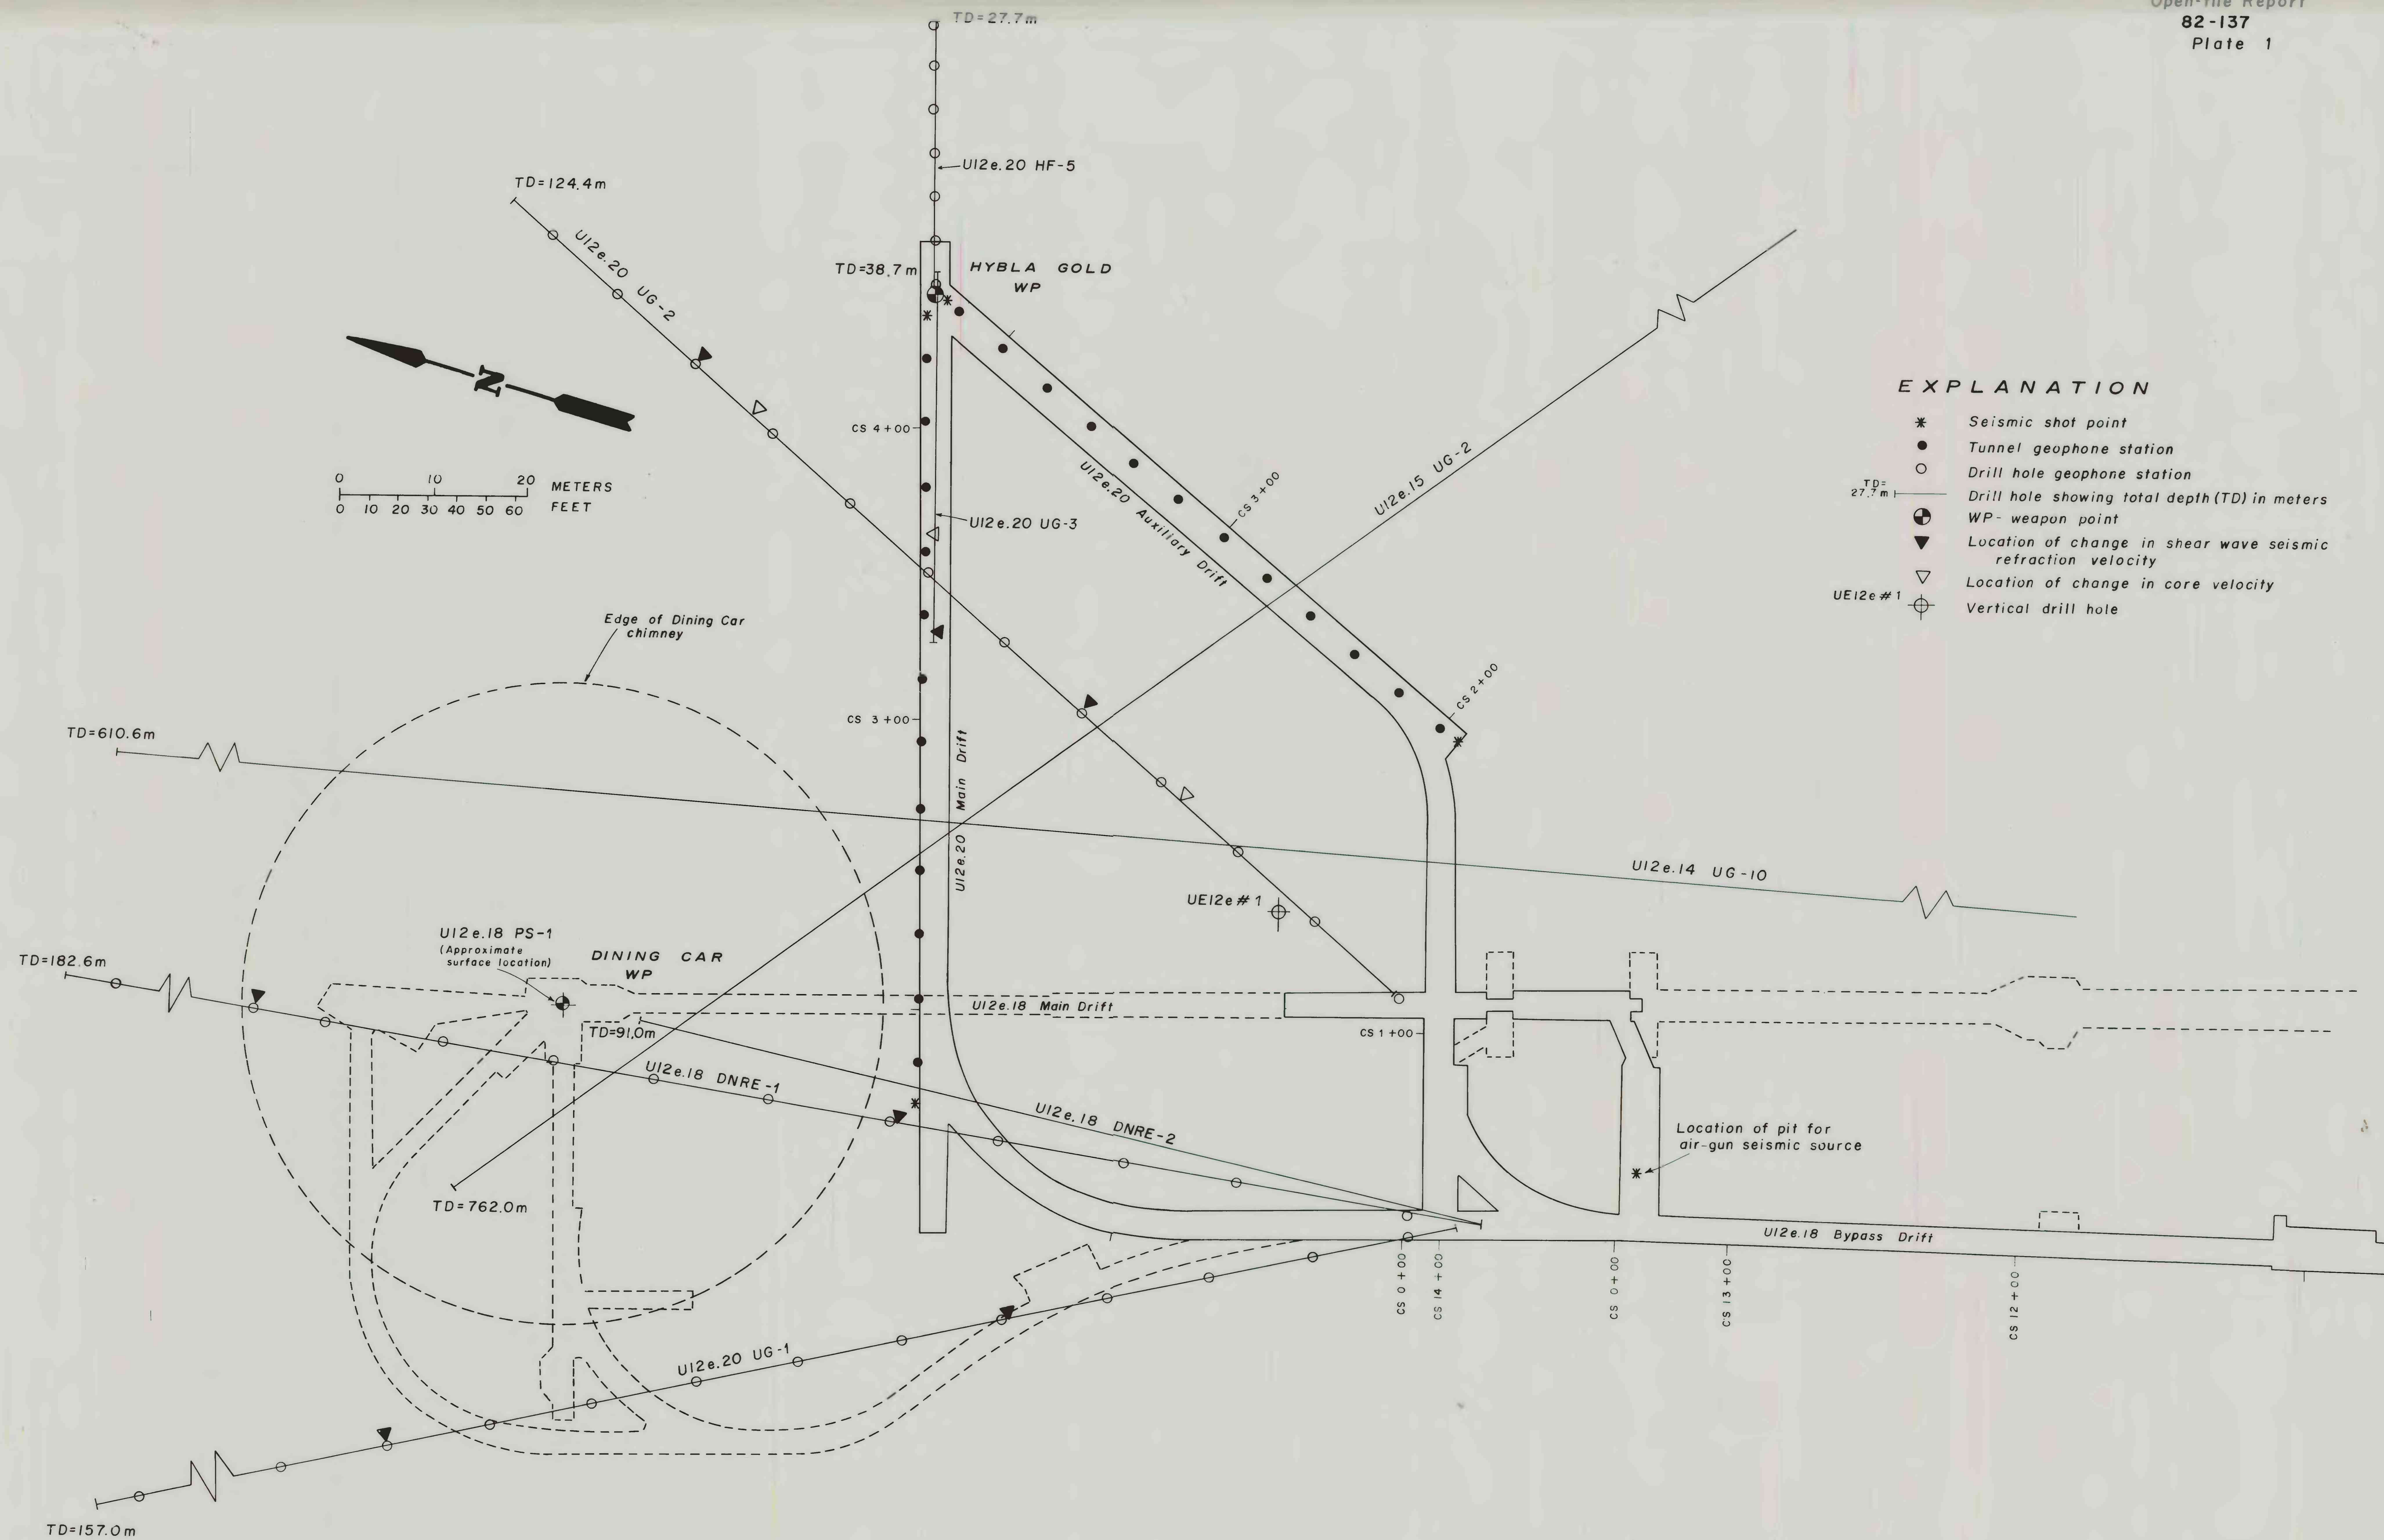 Open-file Report
82-137
Plate 1
TD=27.7m
U12e.20 HF-5
TD=124.4m
U12e.20 UG-2
TD=38.7m
HYBLA GOLD
WP
N
0 10 20 METERS
0 10 20 30 40 50 60 FEET
CS 4+00
U12e.20 UG-3
U12e.20 Auxiliary Drift
CS 3+00
U12e.15 UG-2
EXPLANATION
Seismic shot point
Tunnel geophone station
Drill hole geophone station
TD=
27.7m
Drill hole showing total depth (TD) in meters
WP- weapon point
Location of change in shear wave seismic
refraction velocity
Location of change in core velocity
UE12e#1
Vertical drill hole
Edge of Dining Car
chimney
CS 2+00
CS 3+00
TD=610.6m
U12e.20 Main Drift
U12e.14 UG-10
UE12e#1
U12e.18 PS-1
(Approximate
surface location)
DINING CAR
WP
TD=182.6m
U12e.18 Main Drift
TD=91.0m
CS 1+00
U12e.18 DNRE-1
U12e.18 DNRE-2
Location of pit for
air-gun seismic source
TD=762.0m
U12e.18 Bypass Drift
CS 0+00
CS 14+00
CS 0+00
CS 13+00
CS 12+00
U12e.20 UG-1
TD=157.0m